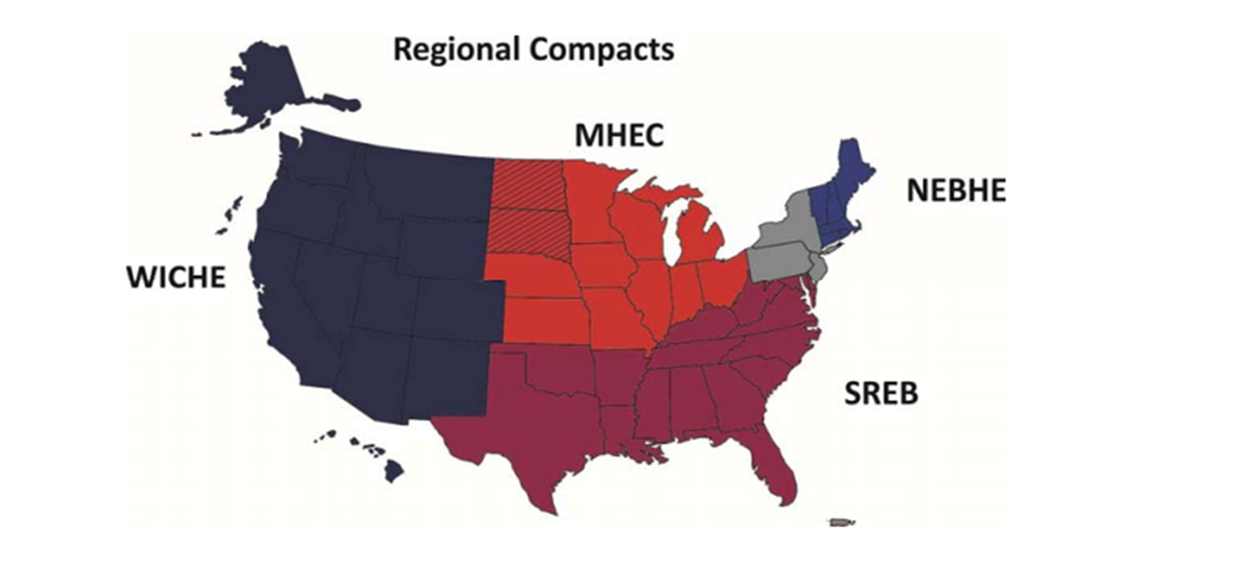 Regional Compacts
MHEC
NEBHE
WICHE
SREB